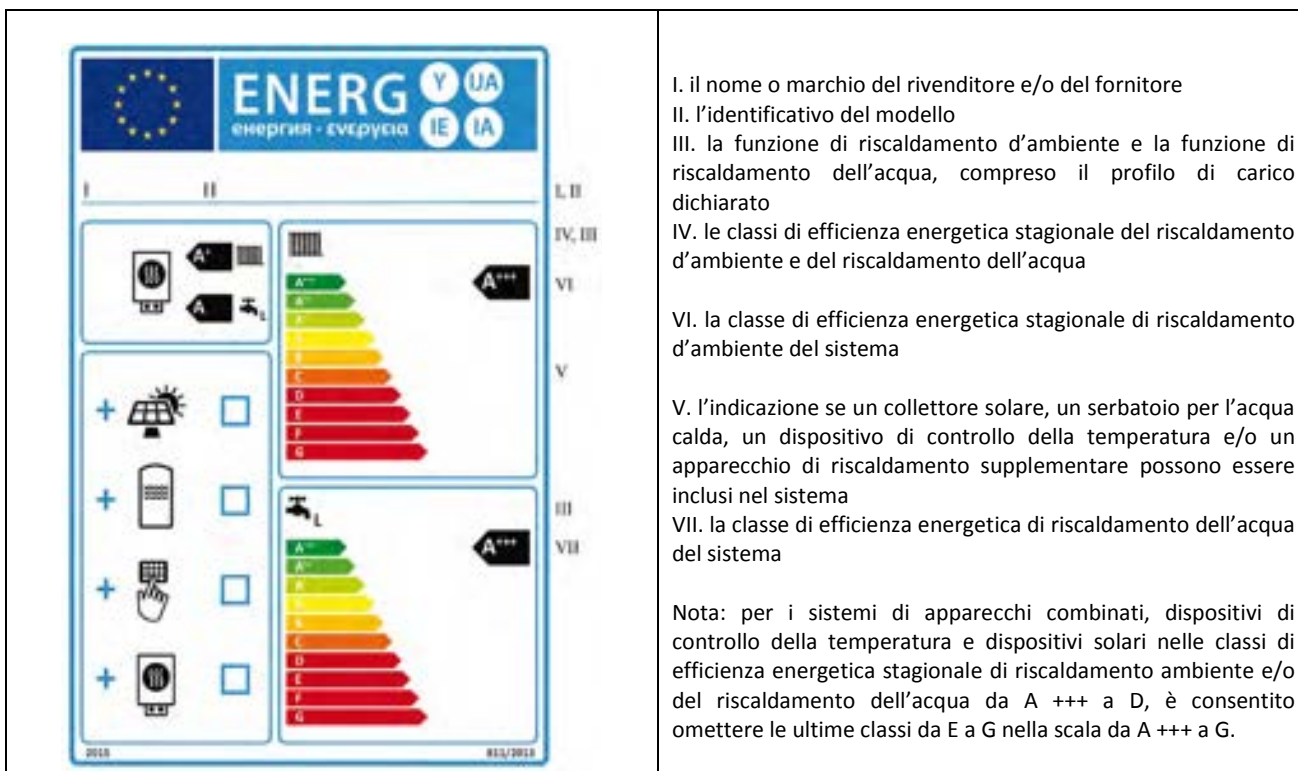 ENERG Y UA
енергия · ενεργεια IE IA
I II
I, II
IV, III
A+
A+++
VI
A
L
A+++
A++
A+
A
B
C
D
E
F
G
V
III
L
A+++
VII
A+++
A++
A+
A
B
C
D
E
F
G
2015
811/2013
I. il nome o marchio del rivenditore e/o del fornitore
II. l’identificativo del modello
III. la funzione di riscaldamento d’ambiente e la funzione di
riscaldamento dell’acqua, compreso il profilo di carico
dichiarato
IV. le classi di efficienza energetica stagionale del riscaldamento
d’ambiente e del riscaldamento dell’acqua
VI. la classe di efficienza energetica stagionale di riscaldamento
d’ambiente del sistema
V. l’indicazione se un collettore solare, un serbatoio per l’acqua
calda, un dispositivo di controllo della temperatura e/o un
apparecchio di riscaldamento supplementare possono essere
inclusi nel sistema
VII. la classe di efficienza energetica di riscaldamento dell’acqua
del sistema
Nota: per i sistemi di apparecchi combinati, dispositivi di
controllo della temperatura e dispositivi solari nelle classi di
efficienza energetica stagionale di riscaldamento ambiente e/o
del riscaldamento dell’acqua da A +++ a D, è consentito
omettere le ultime classi da E a G nella scala da A +++ a G.